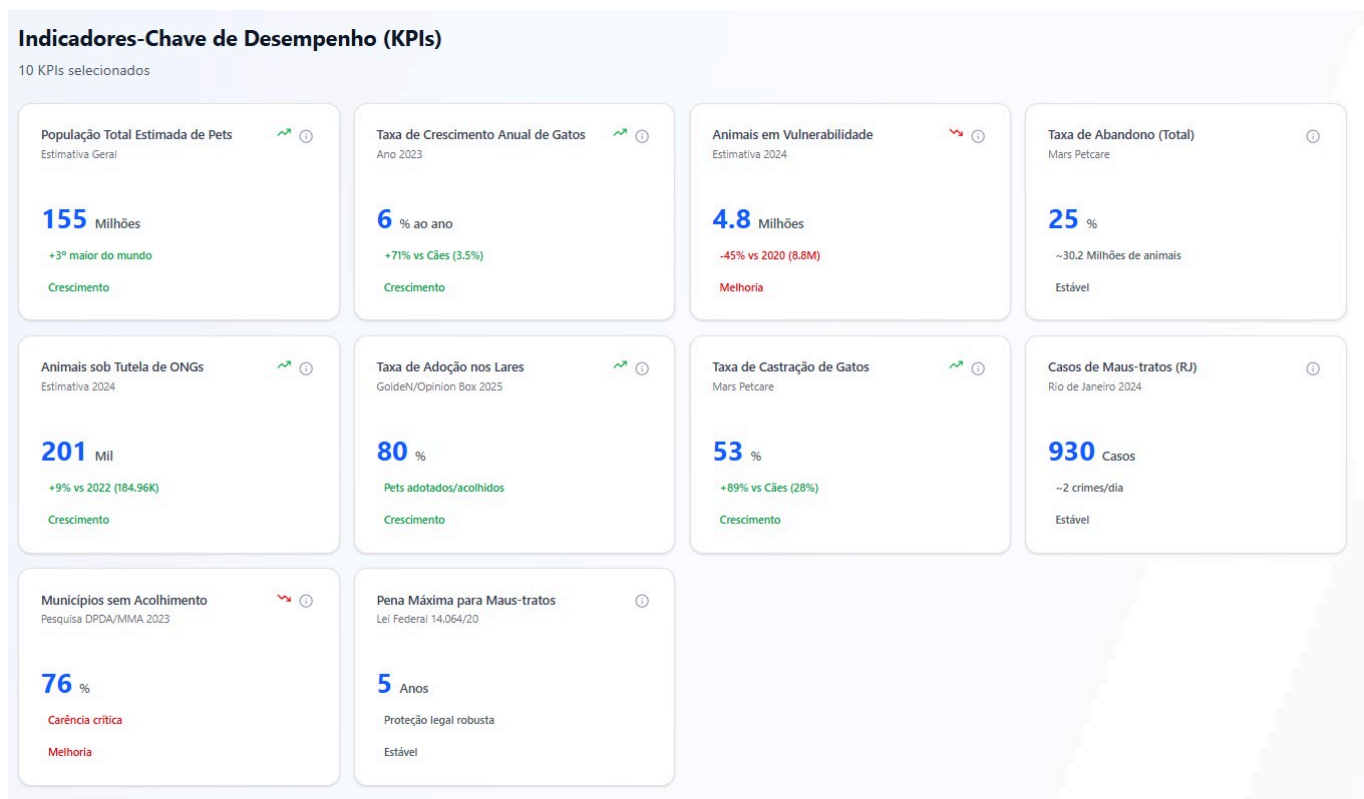 Indicadores-Chave de Desempenho (KPIs)
10 KPIs selecionados
População Total Estimada de Pets
Estimativa Geral
155 Milhões
+3º maior do mundo
Crescimento
Taxa de Crescimento Anual de Gatos
Ano 2023
6 % ao ano
+71% vs Cães (3.5%)
Crescimento
Animais em Vulnerabilidade
Estimativa 2024
4.8 Milhões
-45% vs 2020 (8.8M)
Melhoria
Taxa de Abandono (Total)
Mars Petcare
25 %
~30.2 Milhões de animais
Estável
Animais sob Tutela de ONGs
Estimativa 2024
201 Mil
+9% vs 2022 (184.96K)
Crescimento
Taxa de Adoção nos Lares
GoldeN/Opinion Box 2025
80 %
Pets adotados/acolhidos
Crescimento
Taxa de Castração de Gatos
Mars Petcare
53 %
+89% vs Cães (28%)
Crescimento
Casos de Maus-tratos (RJ)
Rio de Janeiro 2024
930 Casos
~2 crimes/dia
Estável
Municípios sem Acolhimento
Pesquisa DPDA/MMA 2023
76 %
Carência crítica
Melhoria
Pena Máxima para Maus-tratos
Lei Federal 14.064/20
5 Anos
Proteção legal robusta
Estável